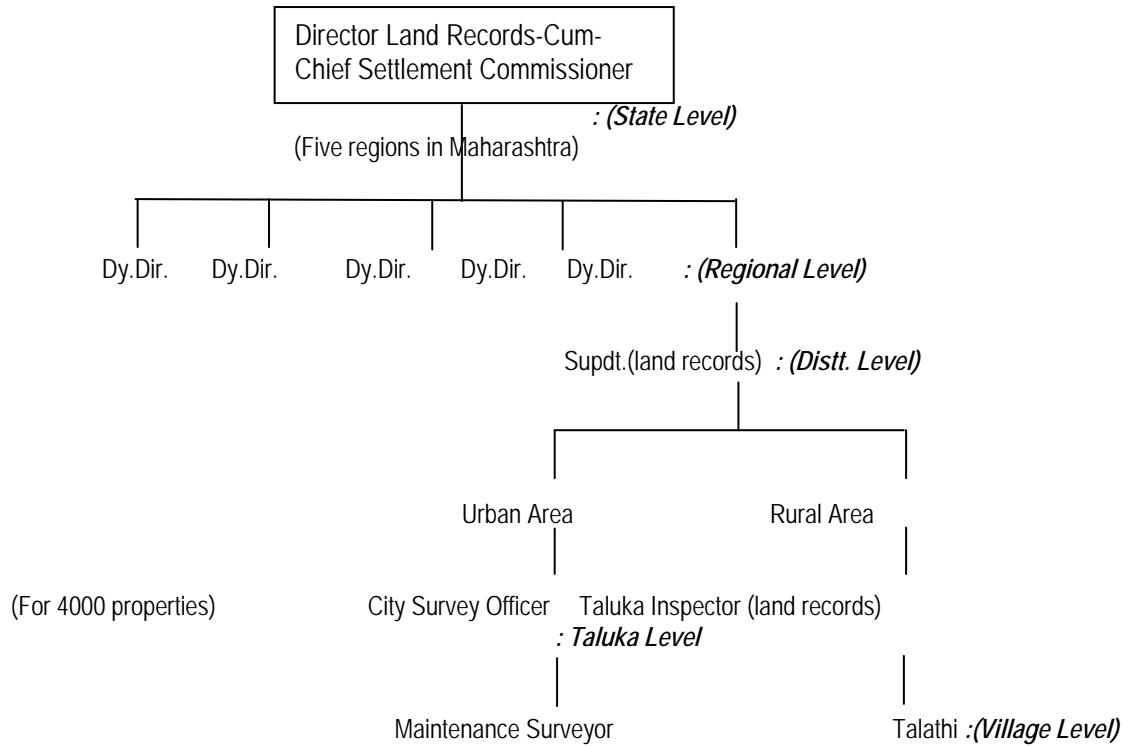 Director Land Records-Cum-
Chief Settlement Commissioner
: (State Level)
(Five regions in Maharashtra)
Dy.Dir. Dy.Dir. Dy.Dir. Dy.Dir. Dy.Dir. : (Regional Level)
Supdt.(land records) : (Distt. Level)
Urban Area Rural Area
(For 4000 properties) City Survey Officer Taluka Inspector (land records)
: Taluka Level
Maintenance Surveyor Talathi :(Village Level)